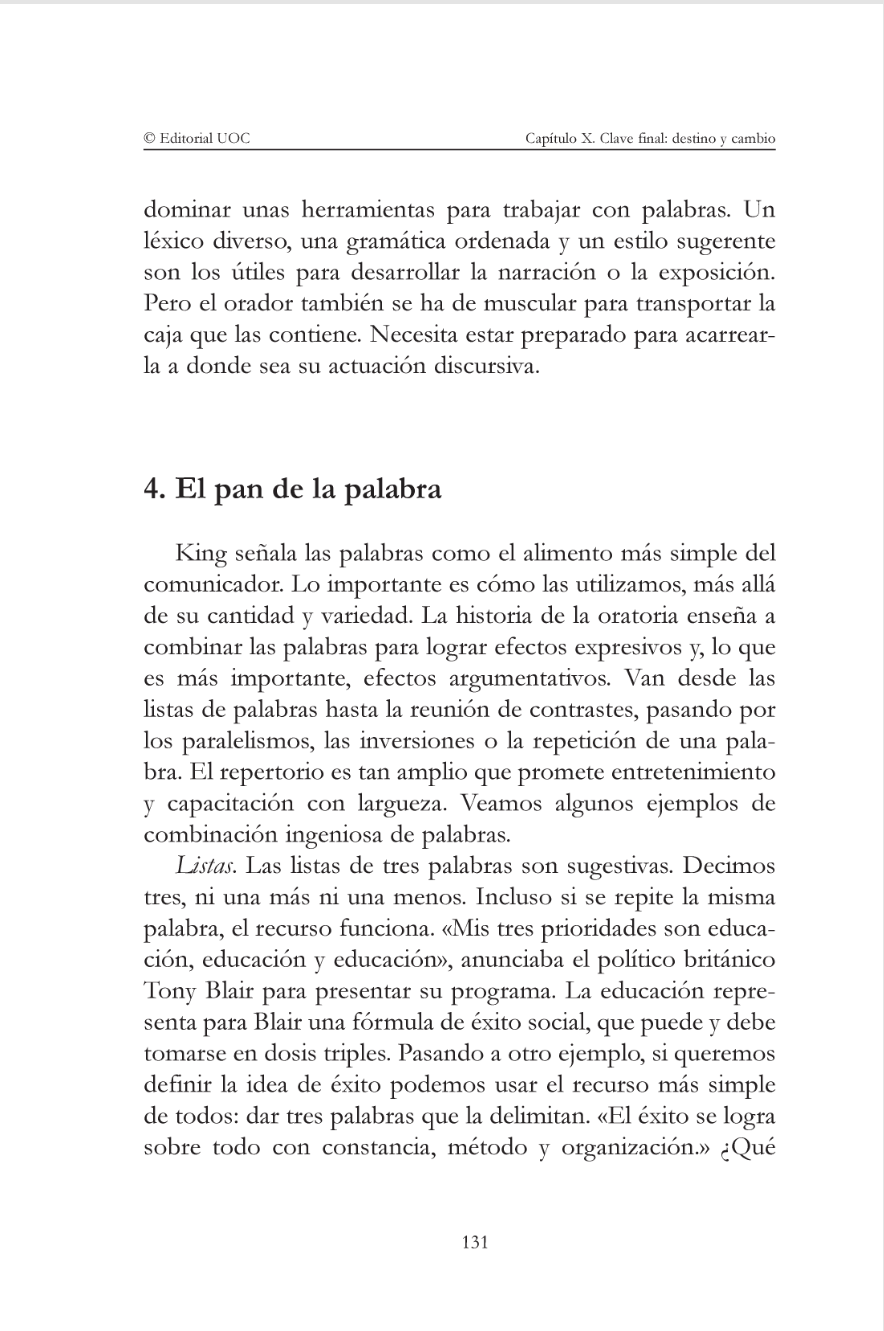 © Editorial UOC
Capítulo X. Clave final: destino y cambio
dominar unas herramientas para trabajar con palabras. Un
léxico diverso, una gramática ordenada y un estilo sugerente
son los útiles para desarrollar la narración o la exposición.
Pero el orador también se ha de muscular para transportar la
caja que las contiene. Necesita estar preparado para acarrear-
la a donde sea su actuación discursiva.
4. El pan de la palabra
King señala las palabras como el alimento más simple del
comunicador. Lo importante es cómo las utilizamos, más allá
de su cantidad y variedad. La historia de la oratoria enseña a
combinar las palabras para lograr efectos expresivos y, lo que
es más importante, efectos argumentativos. Van desde las
listas de palabras hasta la reunión de contrastes, pasando por
los paralelismos, las inversiones o la repetición de una pala-
bra. El repertorio es tan amplio que promete entretenimiento
y capacitación con largueza. Veamos algunos ejemplos de
combinación ingeniosa de palabras.
Listas. Las listas de tres palabras son sugestivas. Decimos
tres, ni una más ni una menos. Incluso si se repite la misma
palabra, el recurso funciona. «Mis tres prioridades son educa-
ción, educación y educación», anunciaba el político británico
Tony Blair para presentar su programa. La educación repre-
senta para Blair una fórmula de éxito social, que puede y debe
tomarse en dosis triples. Pasando a otro ejemplo, si queremos
definir la idea de éxito podemos usar el recurso más simple
de todos: dar tres palabras que la delimitan. «El éxito se logra
sobre todo con constancia, método y organización.» ¿Qué
131